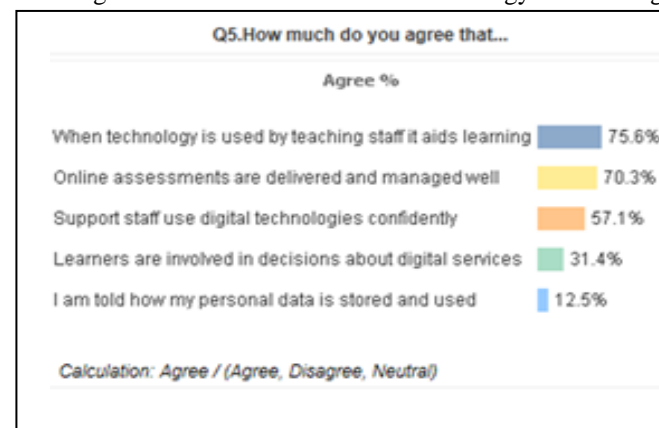 Q5.How much do you agree that...
Agree %
When technology is used by teaching staff it aids learning 75.6%
Online assessments are delivered and managed well 70.3%
Support staff use digital technologies confidently 57.1%
Learners are involved in decisions about digital services 31.4%
I am told how my personal data is stored and used 12.5%
Calculation: Agree / (Agree, Disagree, Neutral)